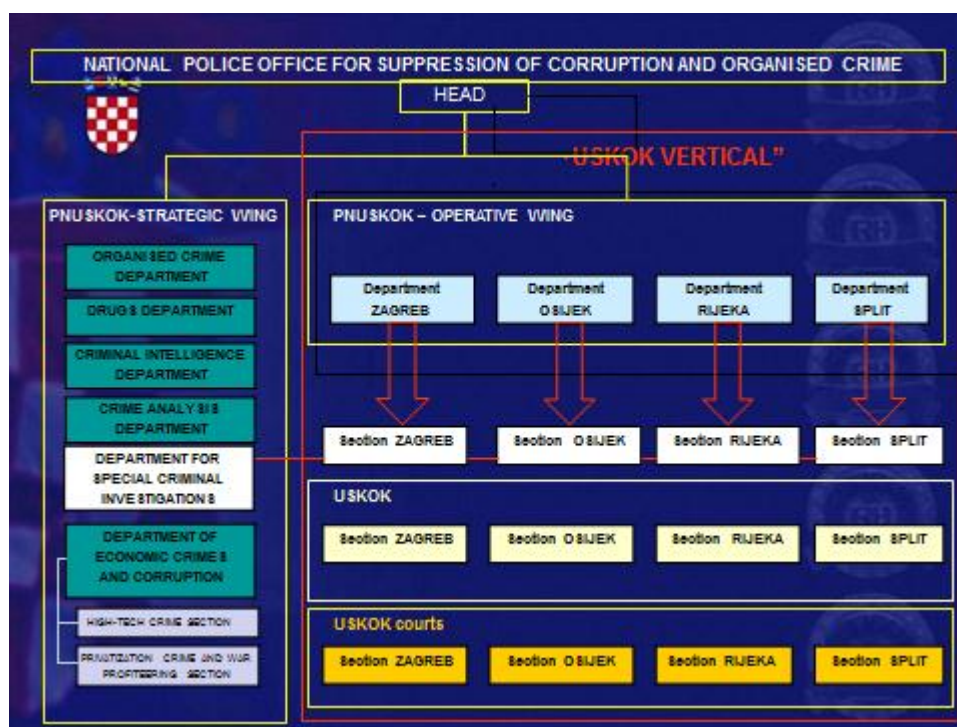 NATIONAL POLICE OFFICE FOR SUPPRESSION OF CORRUPTION AND ORGANISED CRIME
HEAD
USKOK VERTICAL”
PNUSKOK-STRATEGIC WING
ORGANISED CRIME
DEPARTMENT
DRUGS DEPARTMENT
CRIMINAL INTELLIGENCE
DEPARTMENT
CRIME ANALYSIS
DEPARTMENT
DEPARTMENT FOR
SPECIAL CRIMINAL
INVESTIGATIONS
DEPARTMENT OF
ECONOMIC CRIMES
AND CORRUPTION
HIGH-TECH CRIME SECTION
PRIVATIZATION CRIME AND WAR
PROFITEERING SECTION
PNUSKOK – OPERATIVE WING
Department
ZAGREB
Department
OSIJEK
Department
RIJEKA
Department
SPLIT
Section ZAGREB
Section OSIJEK
Section RIJEKA
Section SPLIT
USKOK
Section ZAGREB
Section OSIJEK
Section RIJEKA
Section SPLIT
USKOK courts
Section ZAGREB
Section OSIJEK
Section RIJEKA
Section SPLIT
RH